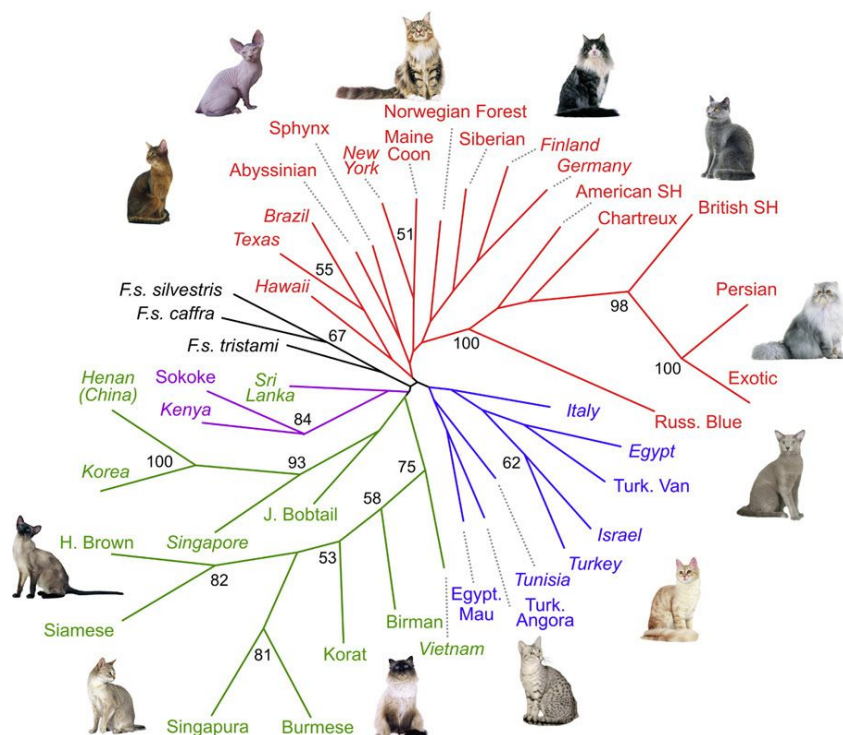 Norwegian Forest
Sphynx
Maine
Coon
Siberian
New
York
Finland
Abyssinian
Germany
American SH
British SH
Brazil
Chartreux
Texas
51
55
Hawaii
F.s. silvestris
F.s. caffra
67
F.s. tristami
98
Persian
100
100
Exotic
Henan
(China)
Sokoke
Sri
Lanka
Kenya
84
Italy
Russ. Blue
Egypt
100
93
75
62
Turk. Van
Korea
58
J. Bobtail
Singapore
Israel
H. Brown
53
Turkey
82
Tunisia
Egypt.
Mau
Turk.
Angora
Siamese
Birman
Vietnam
Korat
81
Singapura
Burmese